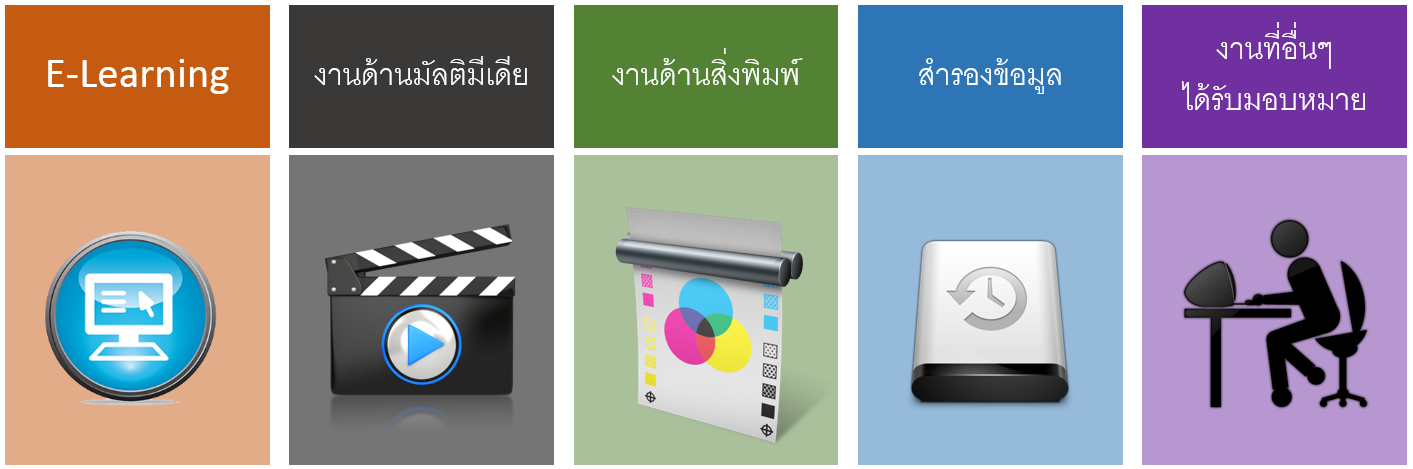 E-Learning
งานด้านมัลติมีเดีย
งานด้านสิ่งพิมพ์
สำรองข้อมูล
งานที่อื่นๆ
ได้รับมอบหมาย